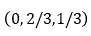 (0, 2/3,1/3)